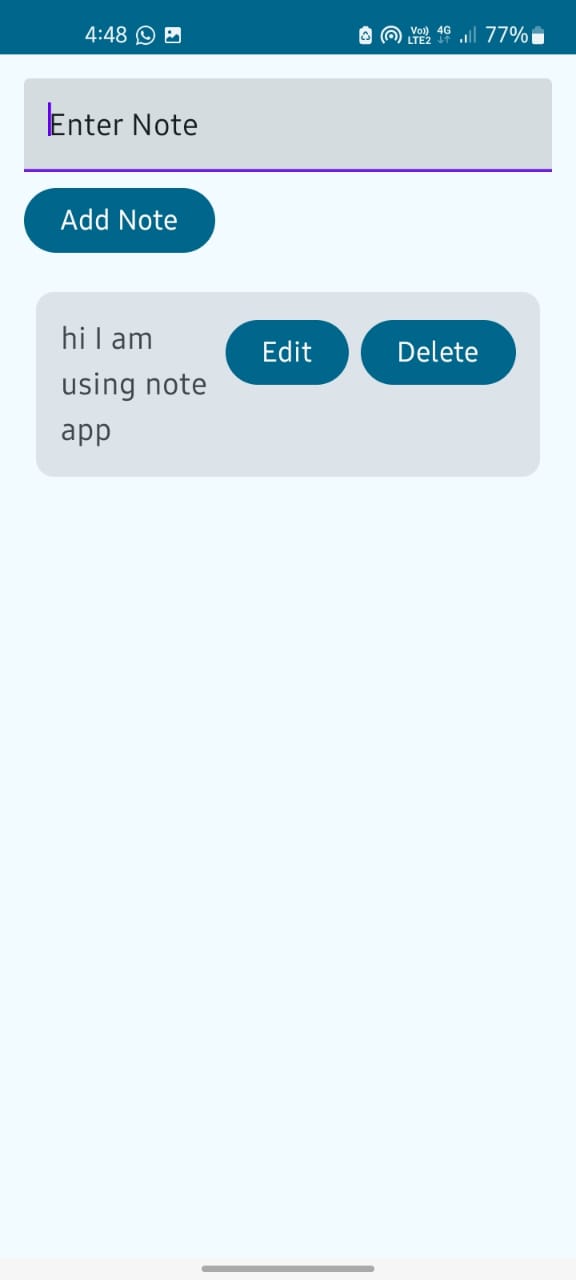 4:48 Vo)) LTE2 4G 77%
Enter Note
Add Note
hi I am
using note
app
Edit
Delete